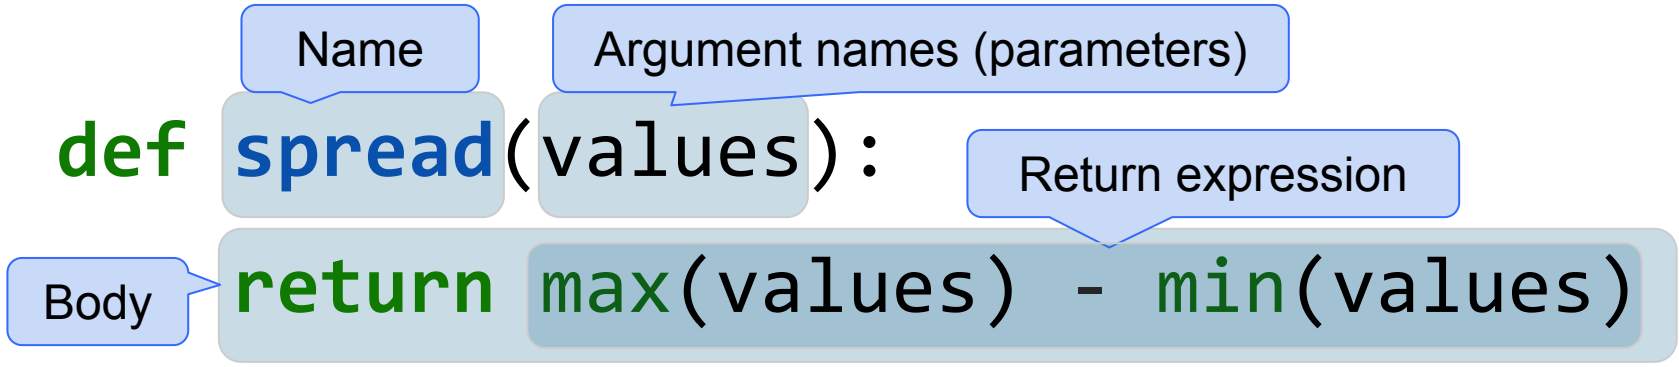 Name
Argument names (parameters)
def spread(values):
Return expression
Body
return max(values) - min(values)